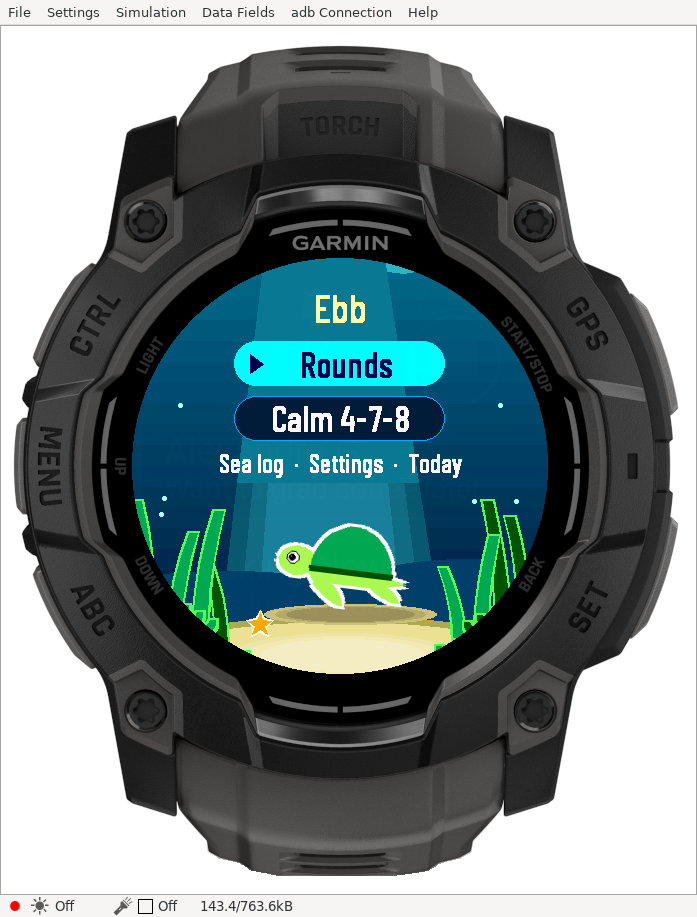 File Settings Simulation Data Fields adb Connection Help
TORCH
GARMIN
CTRL
GPS
LIGHT
START/STOP
Ebb
Rounds
Calm 4-7-8
MENU
UP
Sea log · Settings · Today
DOWN
BACK
ABC
SET
Off Off 143.4/763.6kB